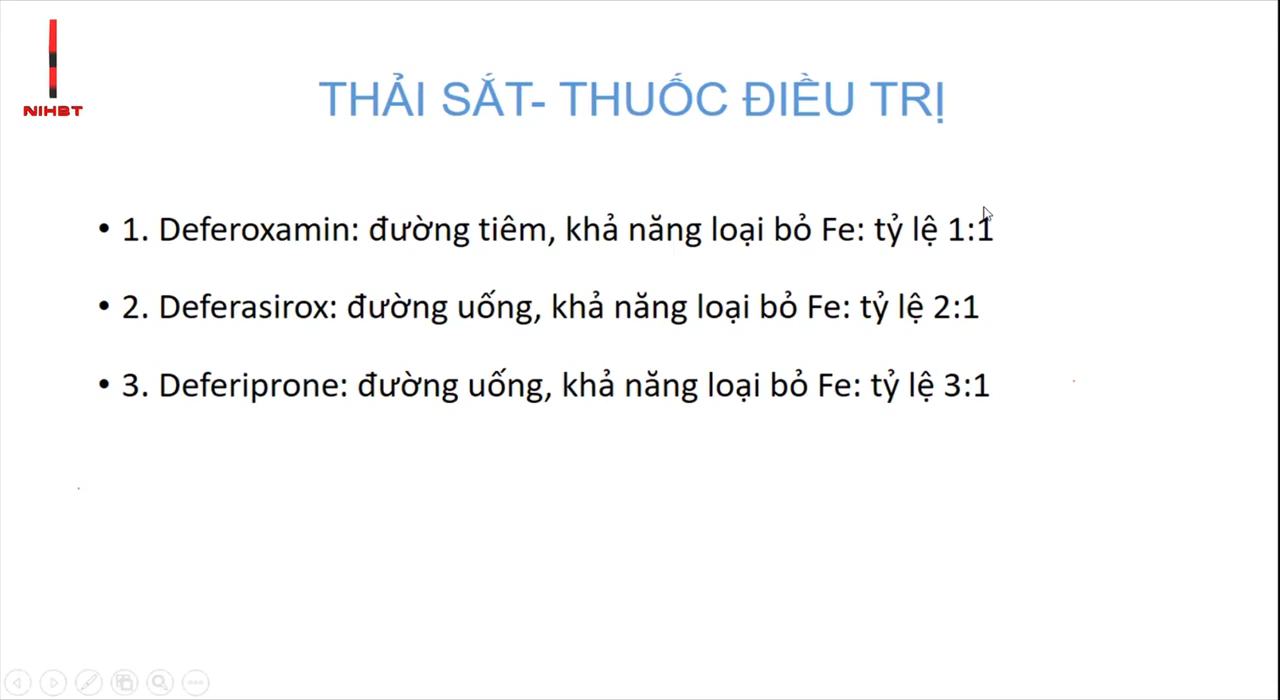 NIHBT
THẢI SẮT- THUỐC ĐIỀU TRỊ
• 1. Deferoxamin: đường tiêm, khả năng loại bỏ Fe: tỷ lệ 1:1
• 2. Deferasirox: đường uống, khả năng loại bỏ Fe: tỷ lệ 2:1
• 3. Deferiprone: đường uống, khả năng loại bỏ Fe: tỷ lệ 3:1